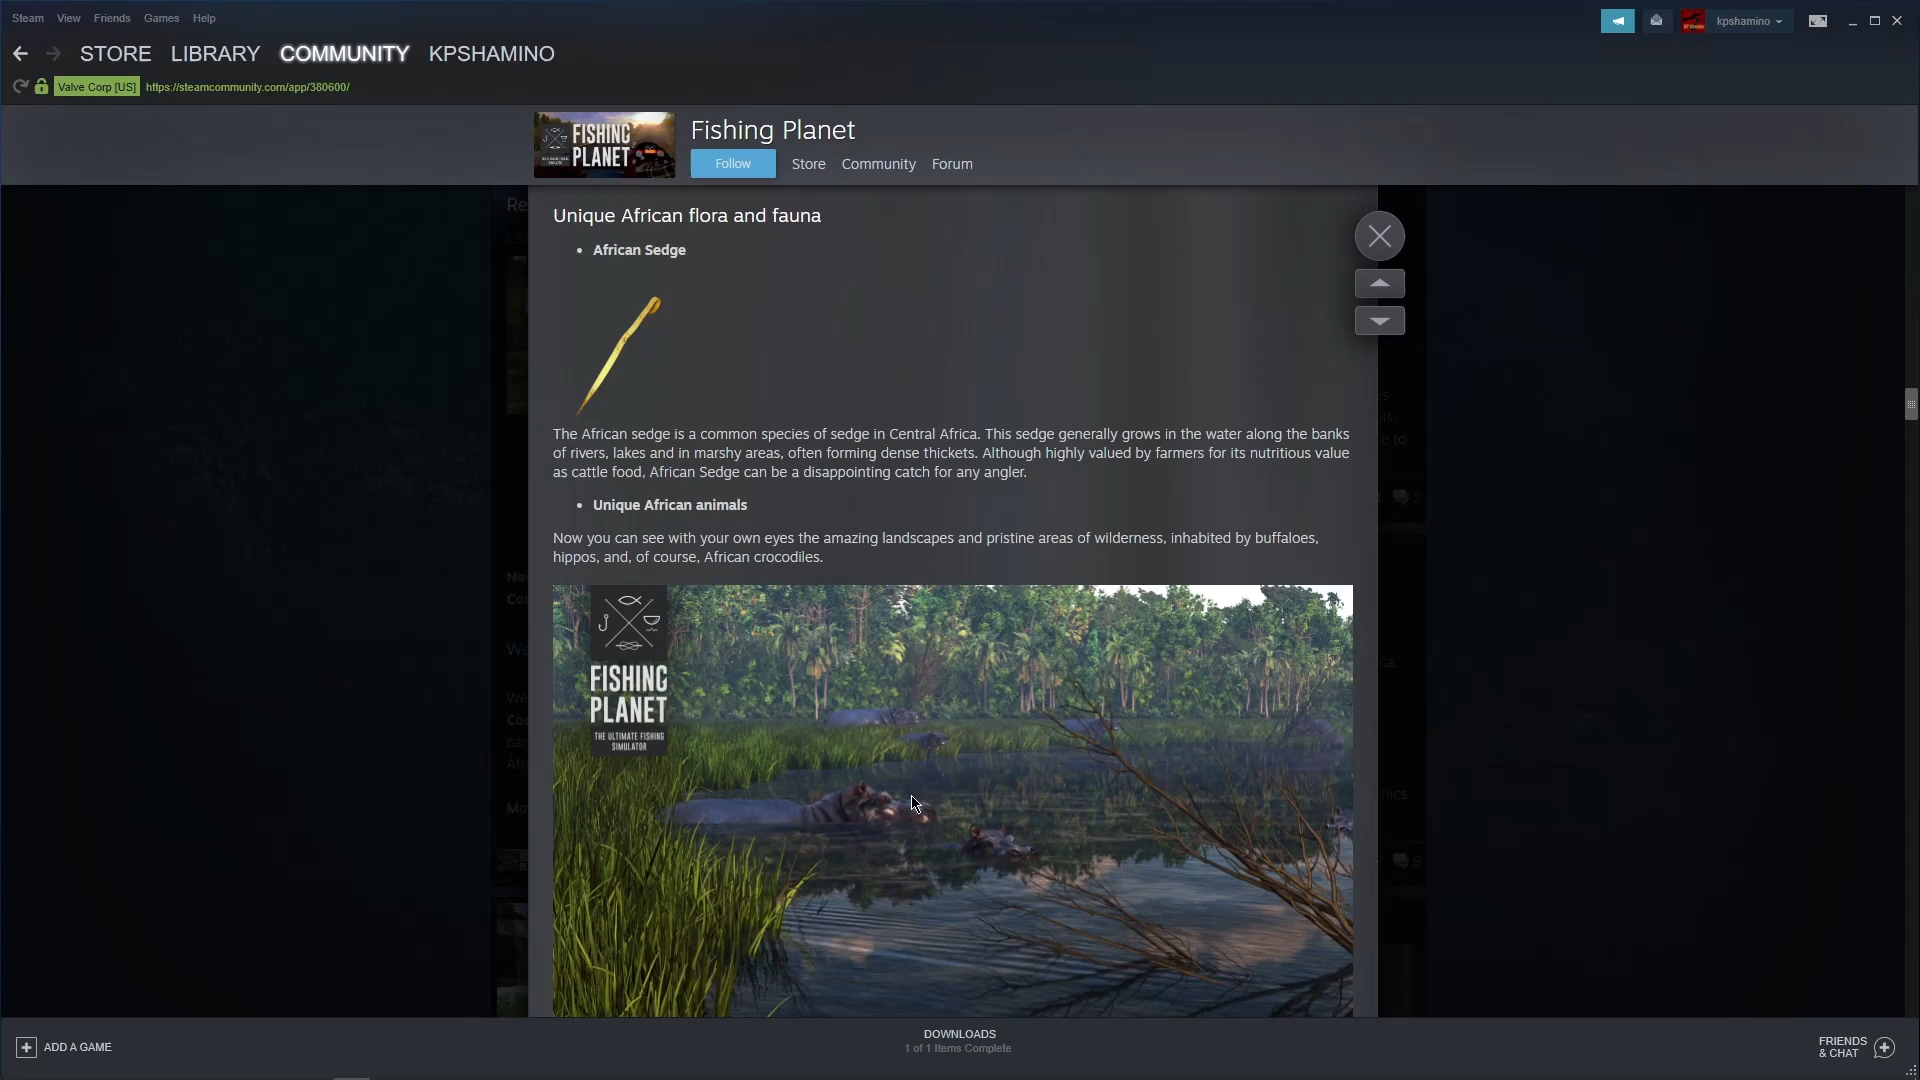 Steam View Friends Games Help
kpshamino
STORE LIBRARY COMMUNITY KPSHAMINO
Valve Corp [US] https://steamcommunity.com/app/380600/
FISHING
PLANET
Fishing Planet
Follow Store Community Forum
Re
Unique African flora and fauna
• African Sedge
The African sedge is a common species of sedge in Central Africa. This sedge generally grows in the water along the banks
of rivers, lakes and in marshy areas, often forming dense thickets. Although highly valued by farmers for its nutritious value
as cattle food, African Sedge can be a disappointing catch for any angler.
• Unique African animals
Now you can see with your own eyes the amazing landscapes and pristine areas of wilderness, inhabited by buffaloes,
hippos, and, of course, African crocodiles.
FISHING
PLANET
THE ULTIMATE FISHING
SIMULATOR
ADD A GAME
DOWNLOADS
1 of 1 Items Complete
FRIENDS
& CHAT